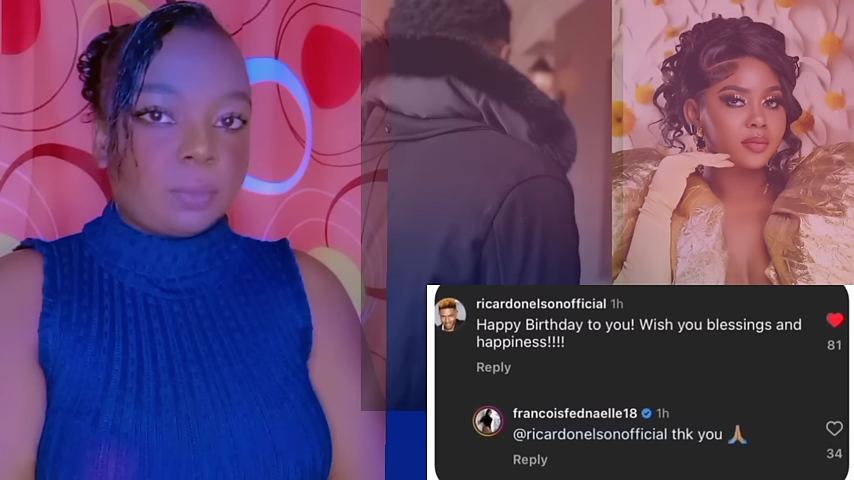 ricardonelsonofficial 1h
Happy Birthday to you! Wish you blessings and
happiness!!!!
81
Reply
francoisfednaelle18 1h
@ricardonelsonofficial thk you 🙏🏽
34
Reply